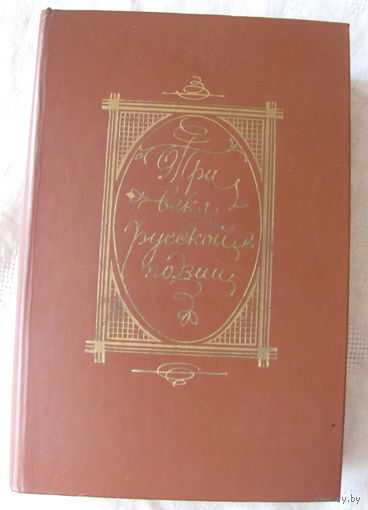 Три
века
русской
поэзии